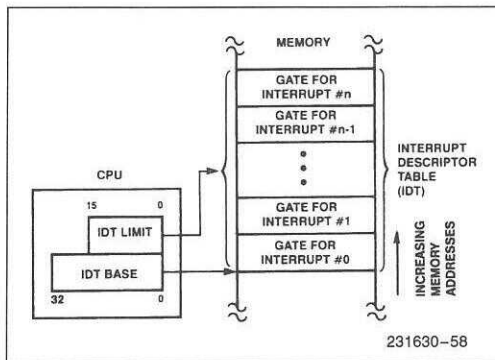 MEMORY
GATE FOR
INTERRUPT #n
GATE FOR
INTERRUPT #n-1
CPU
15 0
IDT LIMIT
IDT BASE
32 0
INTERRUPT
DESCRIPTOR
TABLE
(IDT)
GATE FOR
INTERRUPT #1
GATE FOR
INTERRUPT #0
INCREASING
MEMORY
ADDRESSES
231630–58